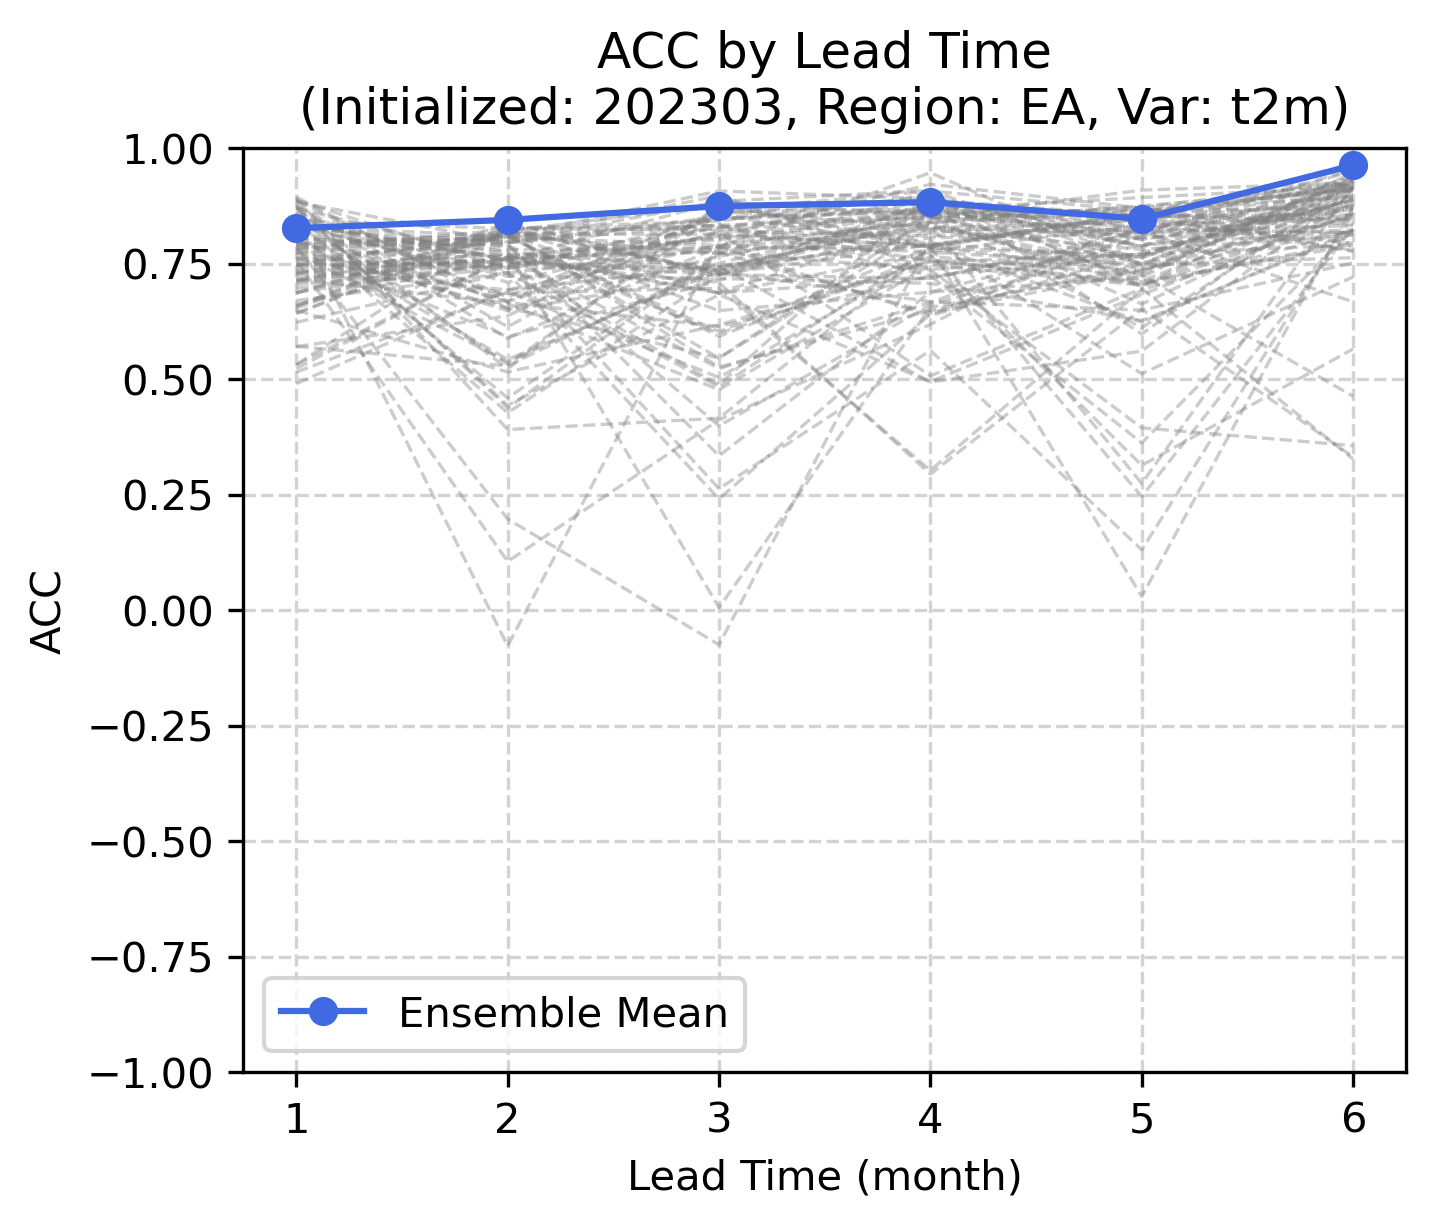 ACC by Lead Time
(Initialized: 202303, Region: EA, Var: t2m)
1.00
0.75
0.50
0.25
0.00
−0.25
−0.50
−0.75
−1.00
ACC
Ensemble Mean
1 2 3 4 5 6
Lead Time (month)